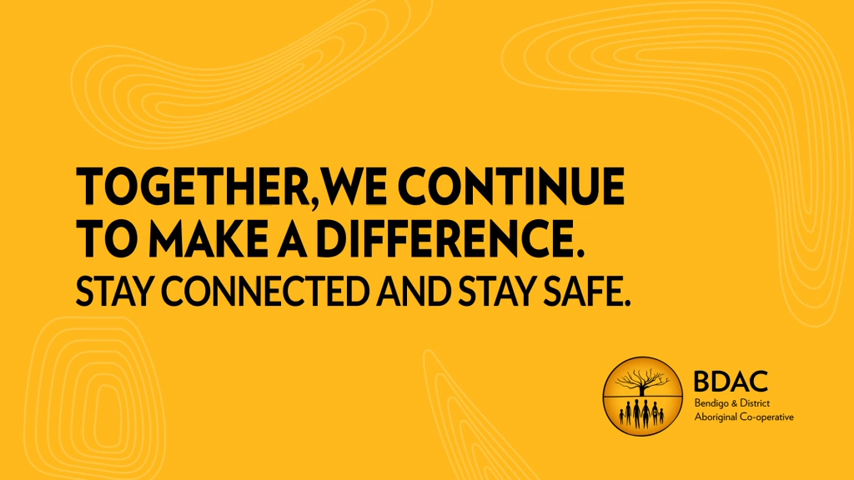 TOGETHER, WE CONTINUE
TO MAKE A DIFFERENCE.
STAY CONNECTED AND STAY SAFE.
BDAC
Bendigo & District
Aboriginal Co-operative